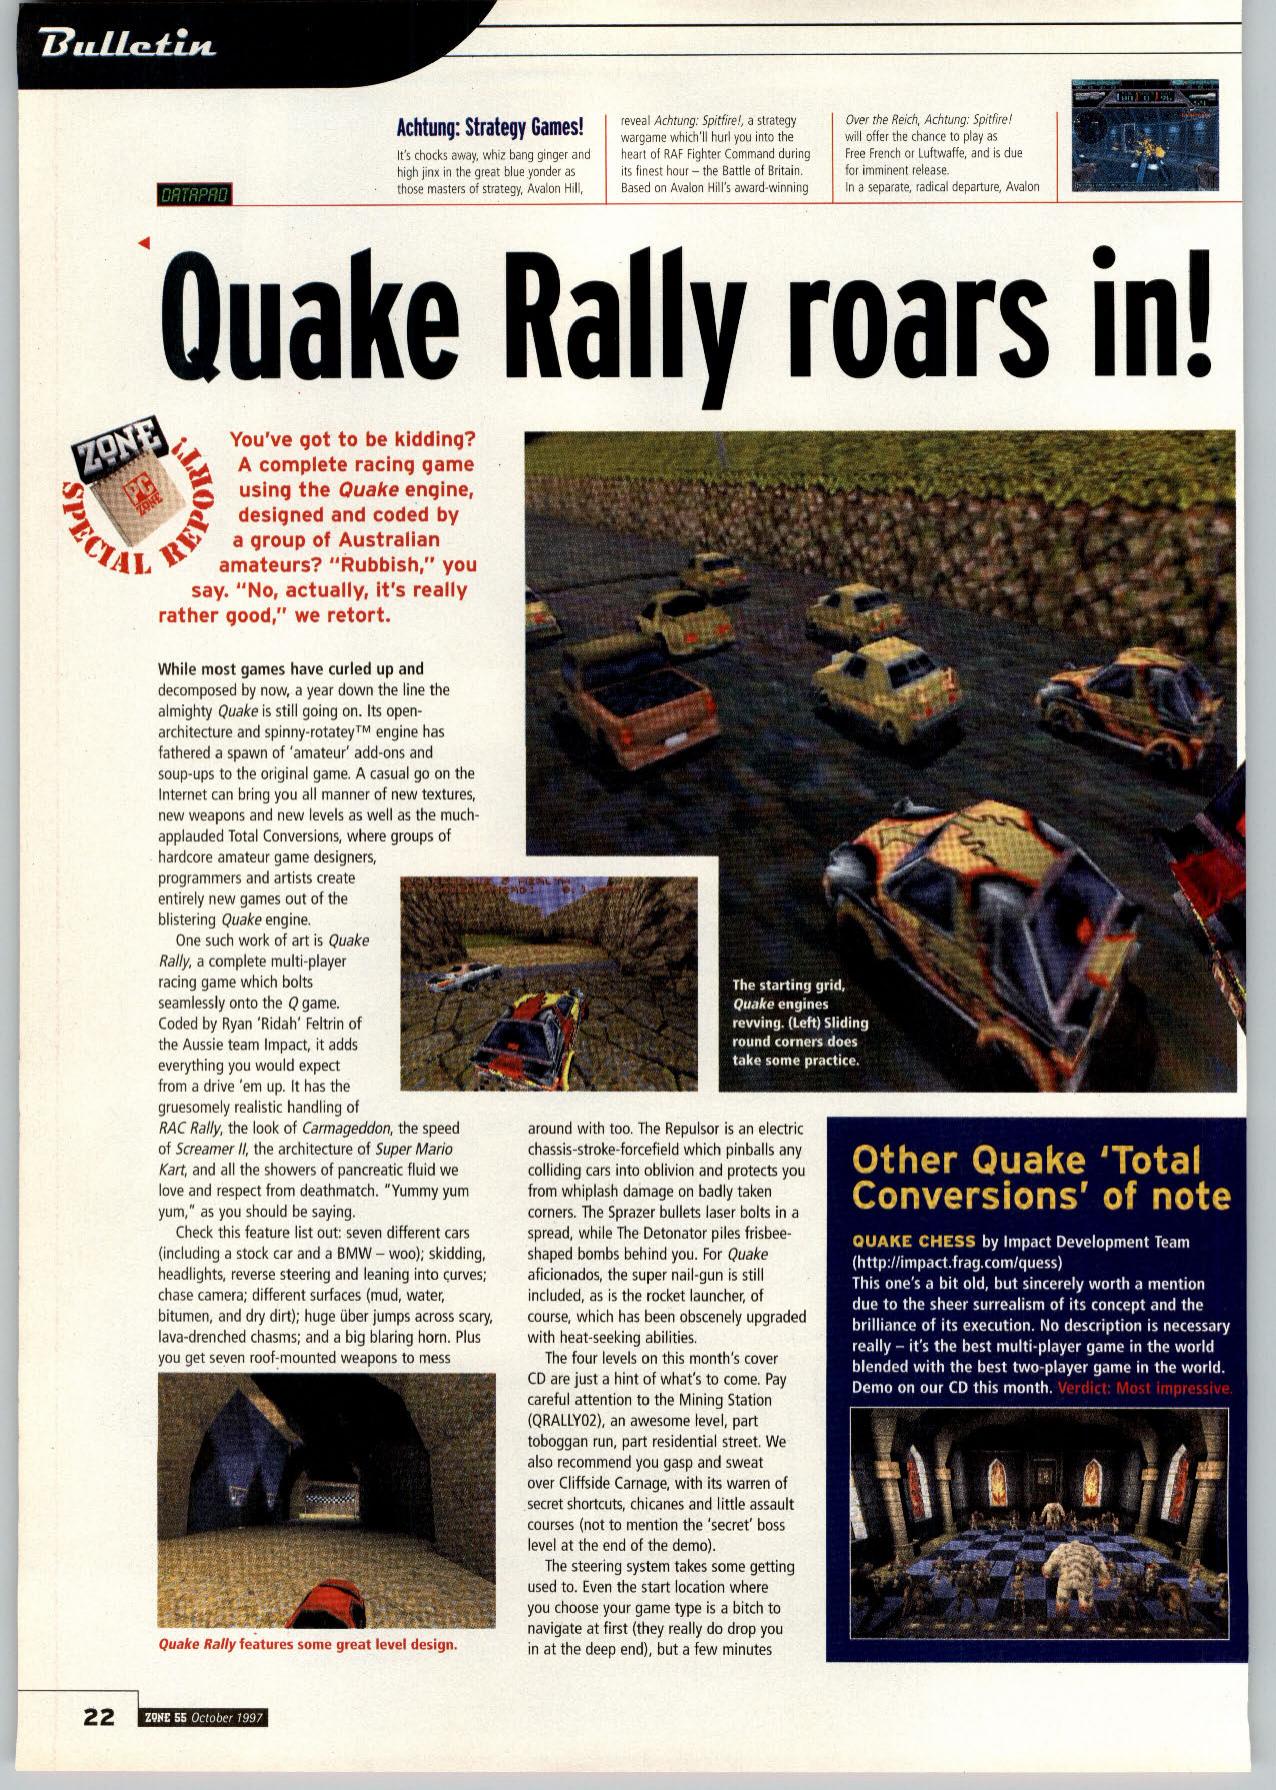 Bulletin
Achtung: Strategy Games!
It's chocks away, whiz bang ginger and
high jinx in the great blue yonder as
those masters of strategy, Avalon Hill,
reveal Achtung: Spitfire!, a strategy
wargame which'll hurl you into the
heart of RAF Fighter Command during
its finest hour – the Battle of Britain.
Based on Avalon Hill's award-winning
Over the Reich, Achtung: Spitfire!
will offer the chance to play as
Free French or Luftwaffe, and is due
for imminent release.
In a separate, radical departure, Avalon
DATAPAD
Quake Rally roars in!
ZONE
PC
ZONE
SPECIAL REPORT!
You've got to be kidding?
A complete racing game
using the Quake engine,
designed and coded by
a group of Australian
amateurs? "Rubbish," you
say. "No, actually, it's really
rather good," we retort.
While most games have curled up and
decomposed by now, a year down the line the
almighty Quake is still going on. Its open-
architecture and spinny-rotatey™ engine has
fathered a spawn of 'amateur' add-ons and
soup-ups to the original game. A casual go on the
Internet can bring you all manner of new textures,
new weapons and new levels as well as the much-
applauded Total Conversions, where groups of
hardcore amateur game designers,
programmers and artists create
entirely new games out of the
blistering Quake engine.
One such work of art is Quake
Rally, a complete multi-player
racing game which bolts
seamlessly onto the Q game.
Coded by Ryan 'Ridah' Feltrin of
the Aussie team Impact, it adds
everything you would expect
from a drive 'em up. It has the
gruesomely realistic handling of
RAC Rally, the look of Carmageddon, the speed
of Screamer II, the architecture of Super Mario
Kart, and all the showers of pancreatic fluid we
love and respect from deathmatch. "Yummy yum
yum," as you should be saying.
Check this feature list out: seven different cars
(including a stock car and a BMW – woo); skidding,
headlights, reverse steering and leaning into curves;
chase camera; different surfaces (mud, water,
bitumen, and dry dirt); huge über jumps across scary,
lava-drenched chasms; and a big blaring horn. Plus
you get seven roof-mounted weapons to mess
Quake Rally features some great level design.
The starting grid,
Quake engines
revving. (Left) Sliding
round corners does
take some practice.
around with too. The Repulsor is an electric
chassis-stroke-forcefield which pinballs any
colliding cars into oblivion and protects you
from whiplash damage on badly taken
corners. The Sprazer bullets laser bolts in a
spread, while The Detonator piles frisbee-
shaped bombs behind you. For Quake
aficionados, the super nail-gun is still
included, as is the rocket launcher, of
course, which has been obscenely upgraded
with heat-seeking abilities.
The four levels on this month's cover
CD are just a hint of what's to come. Pay
careful attention to the Mining Station
(QRALLY02), an awesome level, part
toboggan run, part residential street. We
also recommend you gasp and sweat
over Cliffside Carnage, with its warren of
secret shortcuts, chicanes and little assault
courses (not to mention the 'secret' boss
level at the end of the demo).
The steering system takes some getting
used to. Even the start location where
you choose your game type is a bitch to
navigate at first (they really do drop you
in at the deep end), but a few minutes
Other Quake 'Total
Conversions' of note
QUAKE CHESS by Impact Development Team
(http://impact.frag.com/quess)
This one's a bit old, but sincerely worth a mention
due to the sheer surrealism of its concept and the
brilliance of its execution. No description is necessary
really – it's the best multi-player game in the world
blended with the best two-player game in the world.
Demo on our CD this month. Verdict: Most impressive.
22
ZONE 55 October 1997